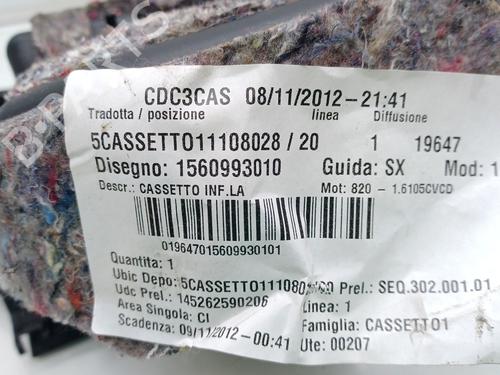 CDC3CAS 08/11/2012-21:41
Tradotta / posizione linea Diffusione
5CASSETTO11108028 / 20 1 19647
Disegno: 1560993010 Guida: SX Mod: 1
Descr.: CASSETTO INF.LA Mot: 820 - 1.6105CVCD
019647015609930101
Quantita: 1
Ubic Depo: 5CASSETTO11108 Prel.: SEQ.302.001.01
Udc Prel.: 145262590206 Linea: 1
Area Singola: CI Famiglia: CASSETTO1
Scadenza: 09/11/2012-00:41 Ute: 00207